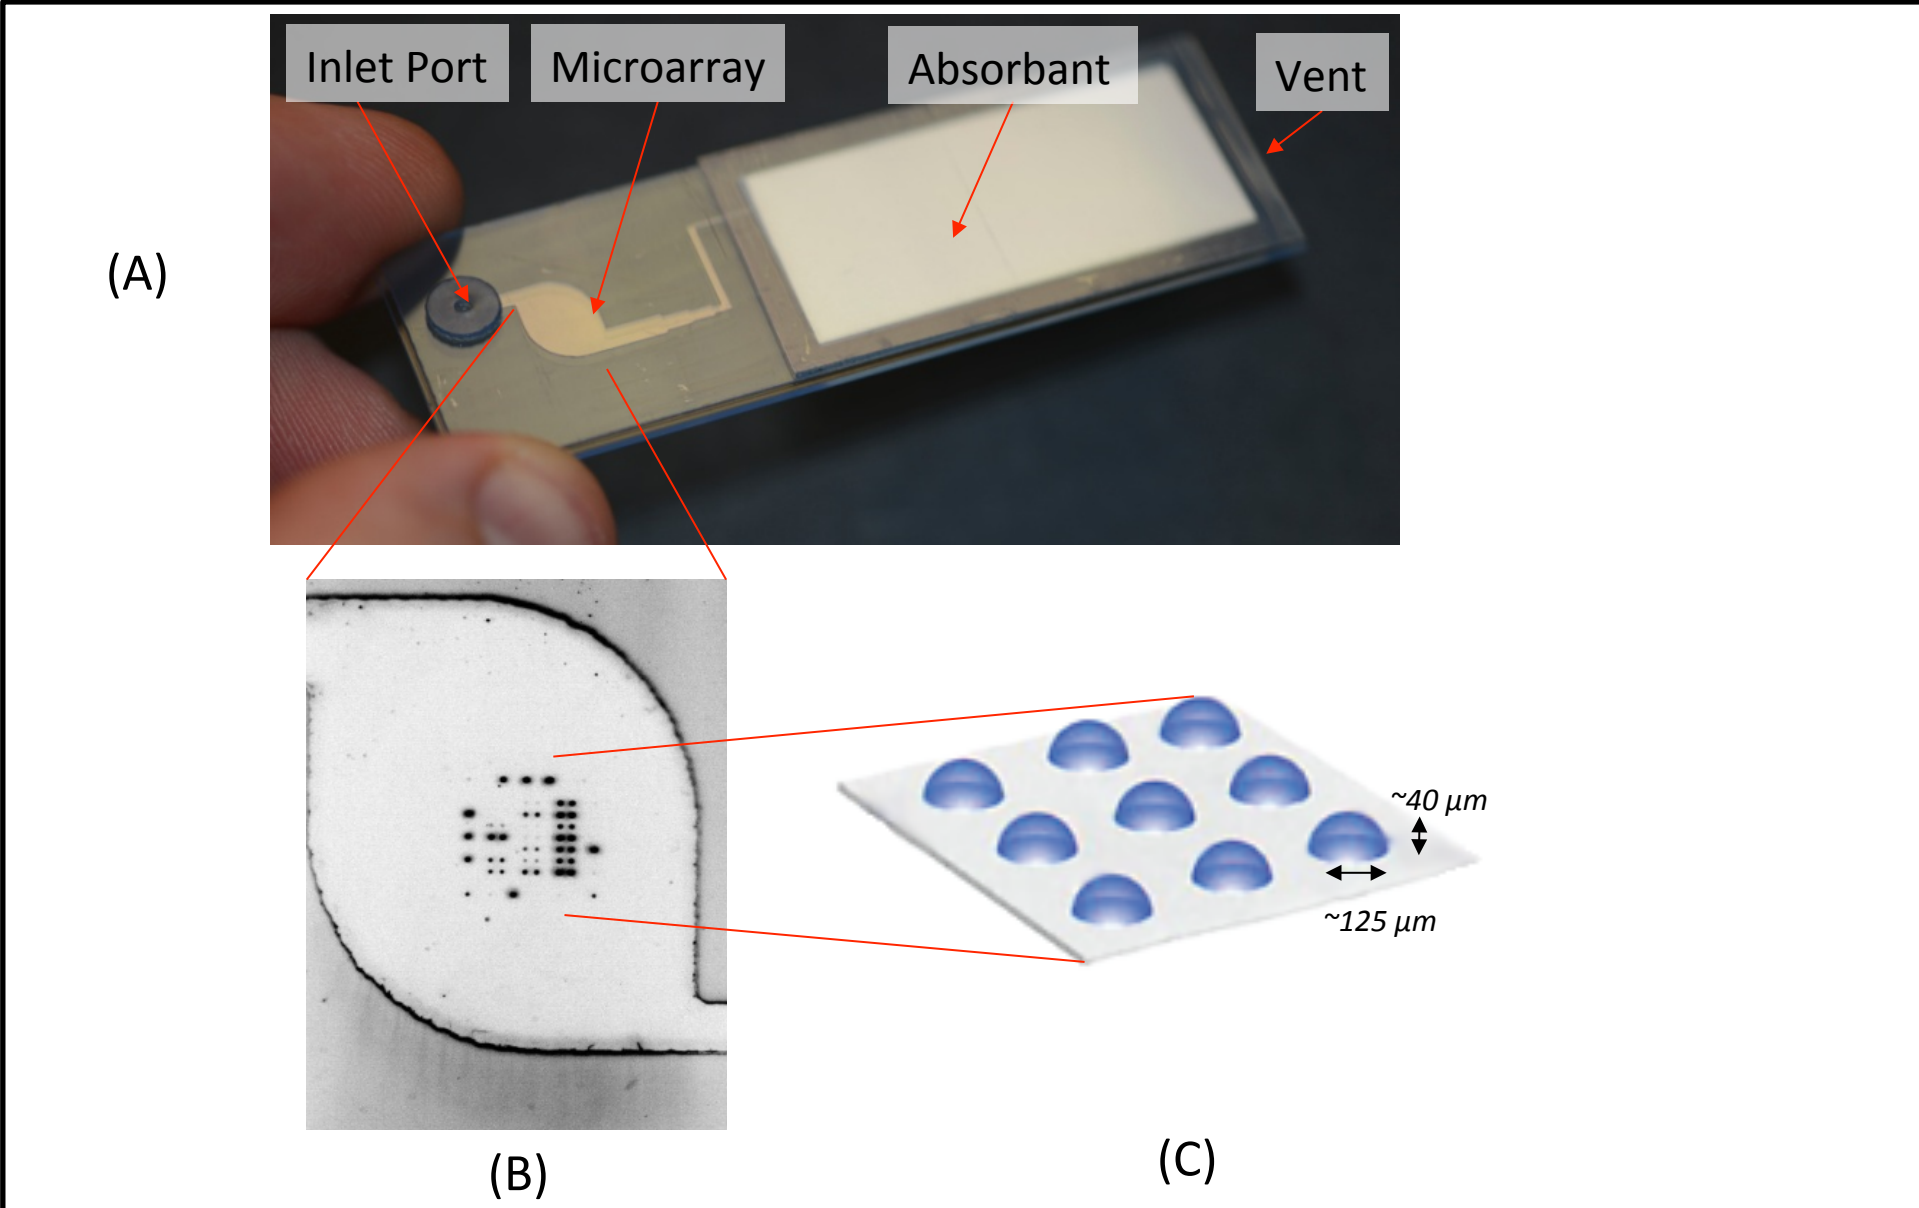 Inlet Port
Microarray
Absorbant
Vent
(A)
~40 μm
~125 μm
(B)
(C)